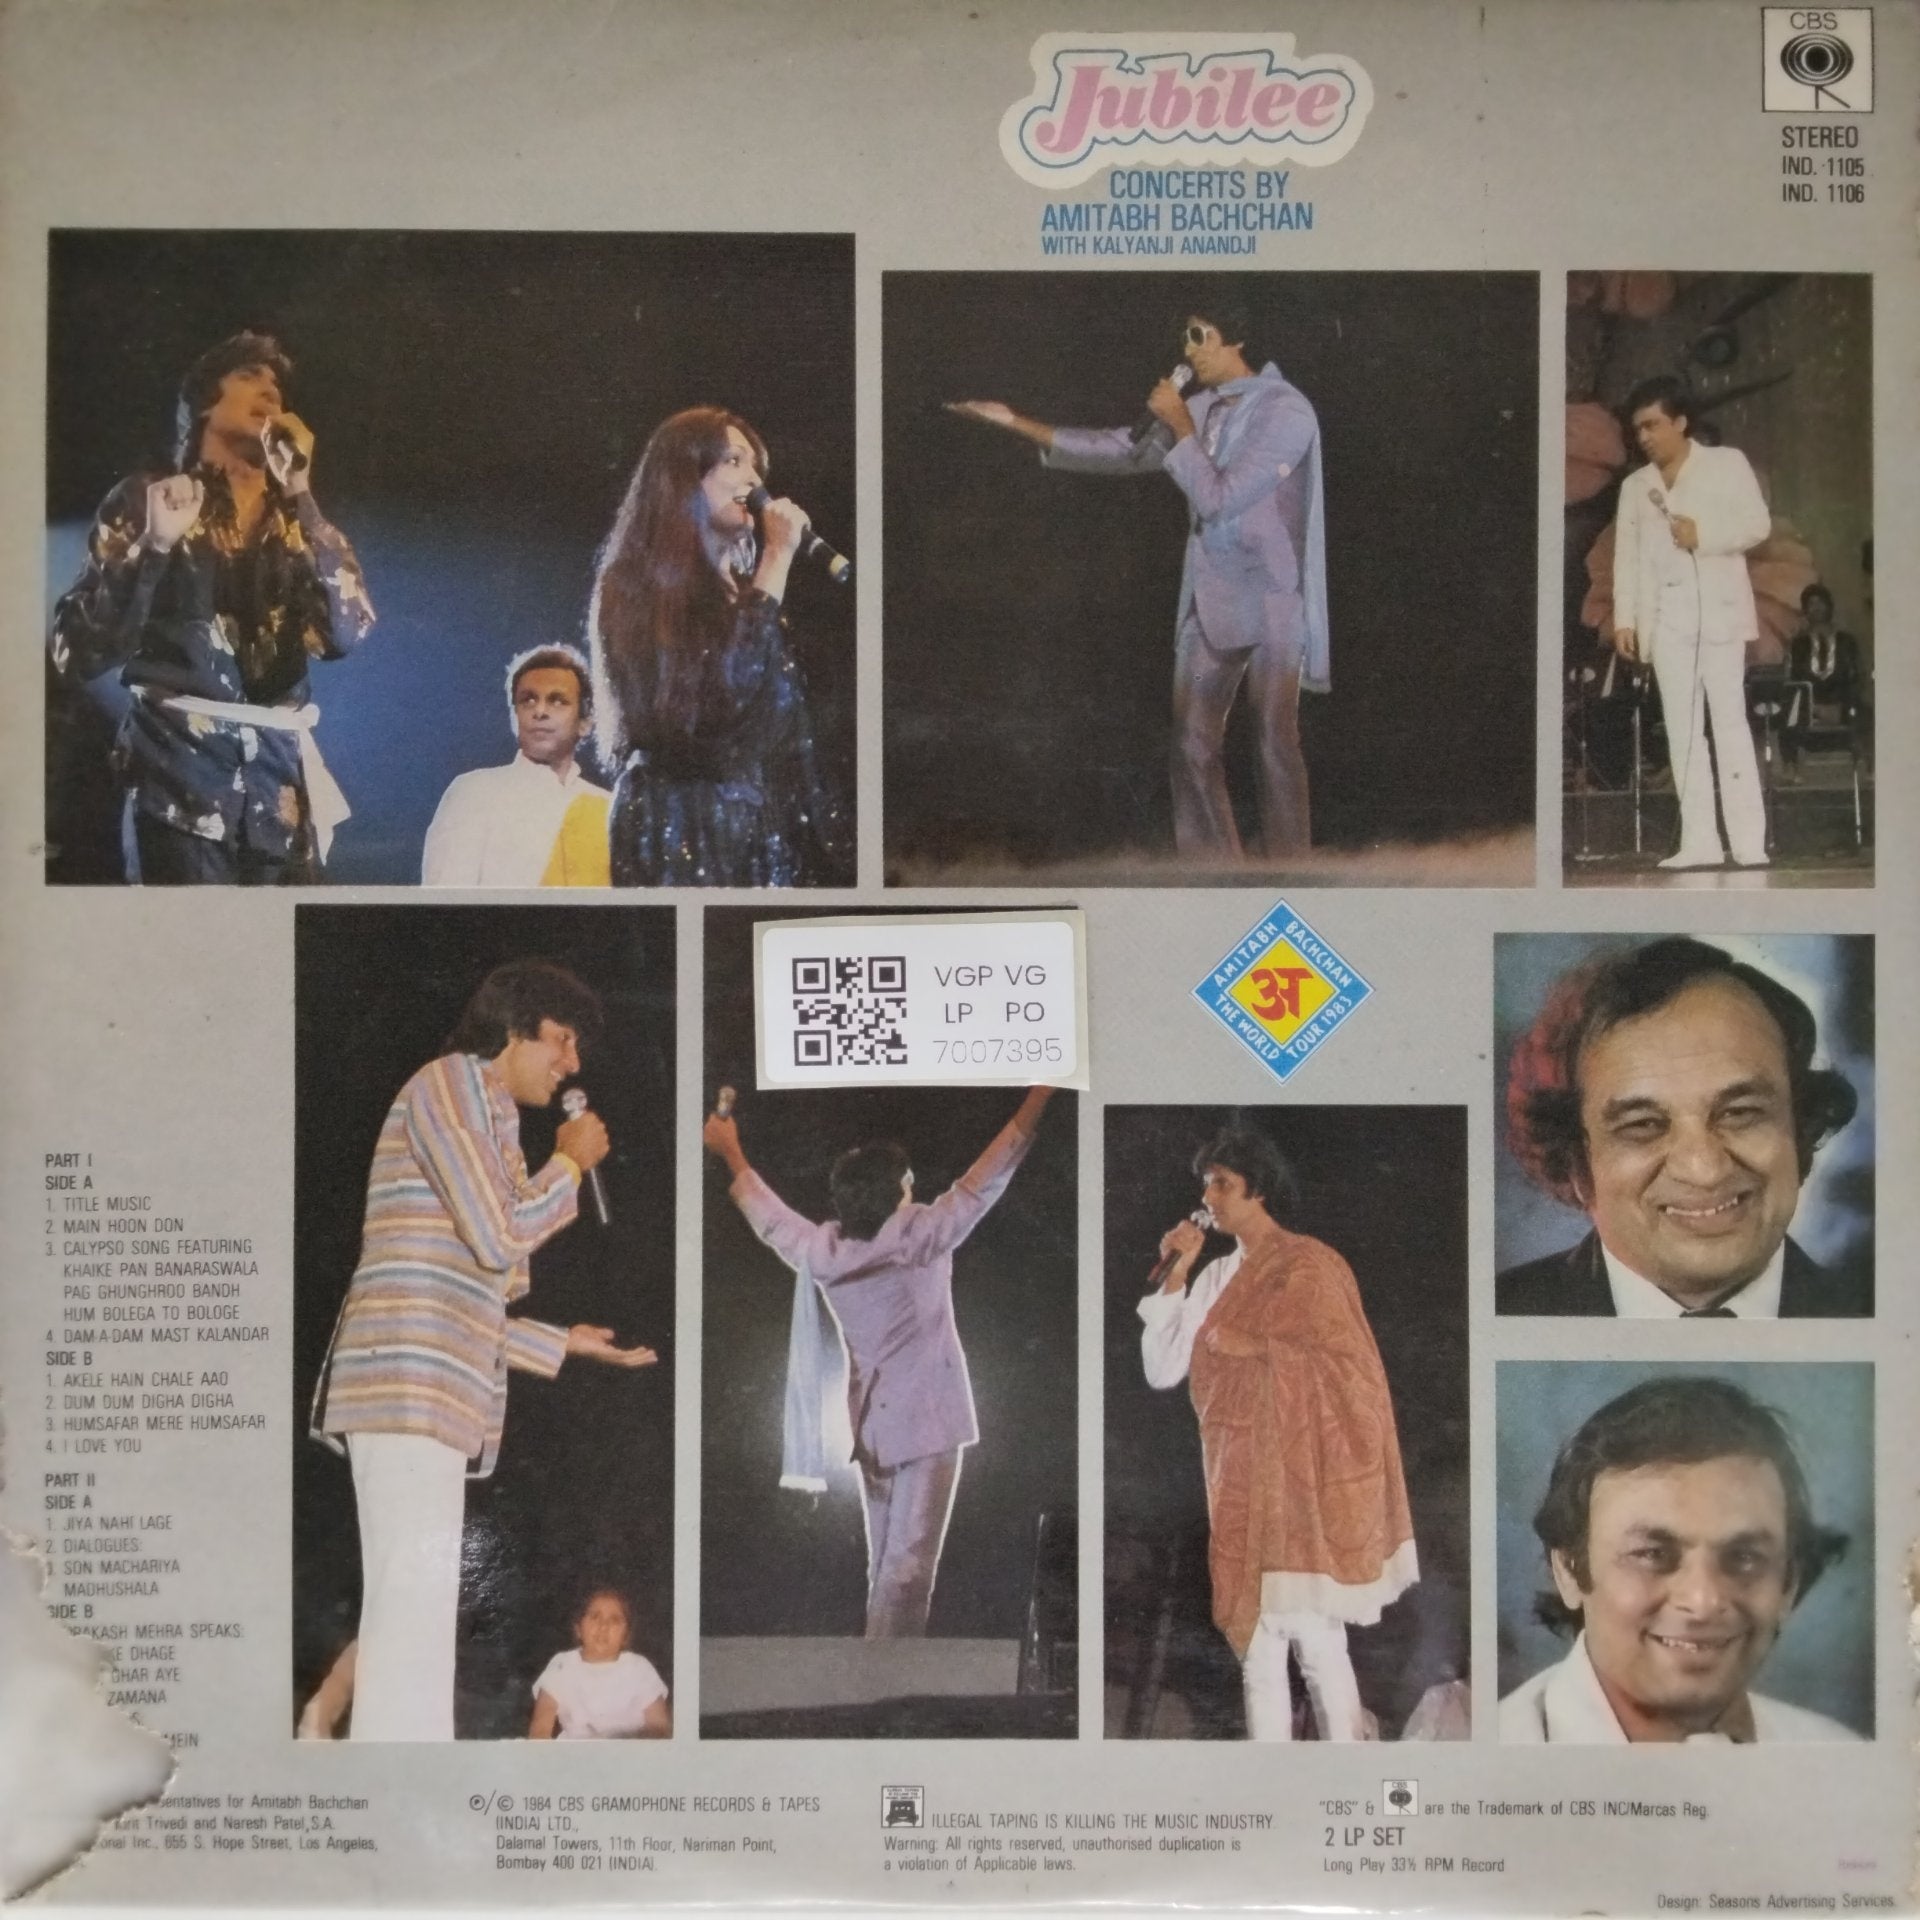 Jubilee
CONCERTS BY
AMITABH BACHCHAN
WITH KALYANJI ANANDJI
CBS
STEREO
IND. 1105
IND. 1106
VGP VG
LP PO
7007395
AMITABH BACHCHAN
अ
THE WORLD TOUR 1983
PART I
SIDE A
1. TITLE MUSIC
2. MAIN HOON DON
3. CALYPSO SONG FEATURING
KHAIKE PAN BANARASWALA
PAG GHUNGHROO BANDH
HUM BOLEGA TO BOLOGE
4. DAM-A-DAM MAST KALANDAR
SIDE B
1. AKELE HAIN CHALE AAO
2. DUM DUM DIGHA DIGHA
3. HUMSAFAR MERE HUMSAFAR
4. I LOVE YOU
PART II
SIDE A
1. JIYA NAHI LAGE
2. DIALOGUES:
SON MACHARIYA
MADHUSHALA
SIDE B
PRAKASH MEHRA SPEAKS:
KE DHAGE
GHAR AYE
ZAMANA
&
MEIN
for Amitabh Bachchan
Trivedi and Naresh Patel, S.A.
Inc., 655 S. Hope Street, Los Angeles,
℗/© 1984 CBS GRAMOPHONE RECORDS & TAPES
(INDIA) LTD.,
Dalamal Towers, 11th Floor, Nariman Point,
Bombay 400 021 (INDIA).
ILLEGAL TAPING IS KILLING THE MUSIC INDUSTRY.
Warning: All rights reserved, unauthorised duplication is
a violation of Applicable laws.
"CBS" & CBS are the Trademark of CBS INC/Marcas Reg.
2 LP SET
Long Play 33⅓ RPM Record
Design: Seasons Advertising Services.